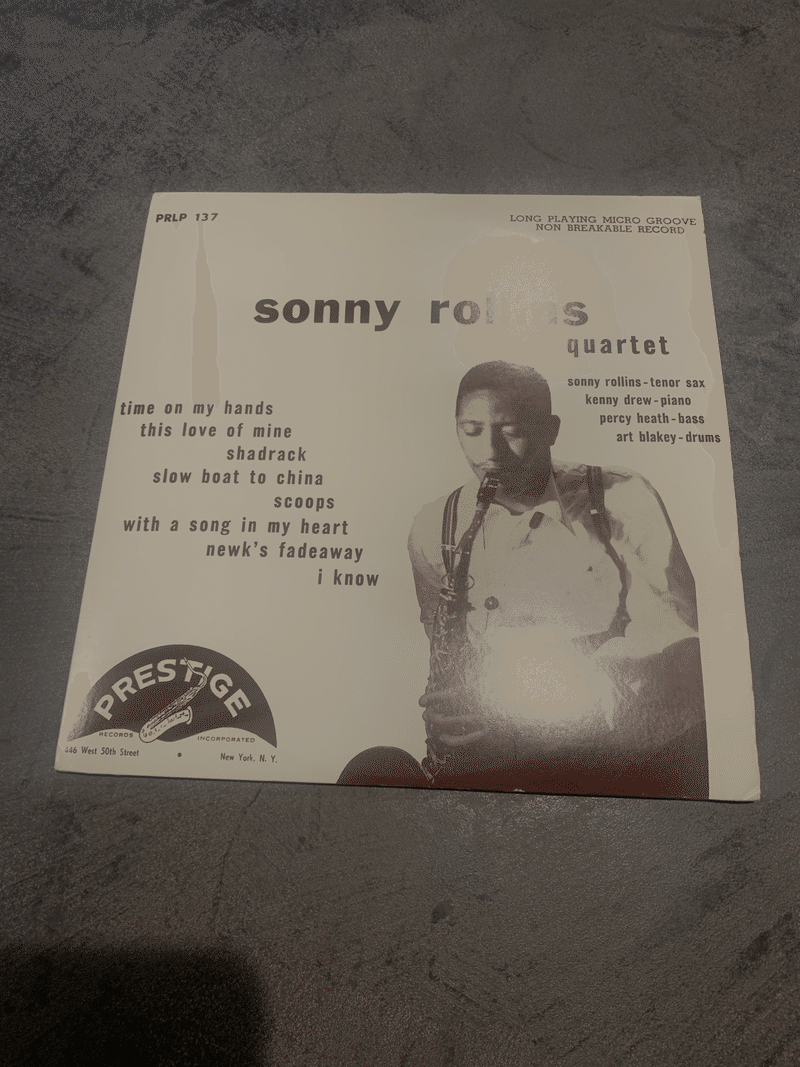 PRLP 137
LONG PLAYING MICRO GROOVE
NON BREAKABLE RECORD
sonny rollins
quartet
sonny rollins-tenor sax
kenny drew-piano
percy heath-bass
art blakey-drums
time on my hands
this love of mine
shadrack
slow boat to china
scoops
with a song in my heart
newk's fadeaway
i know
PRESTIGE
RECORDS INCORPORATED
446 West 50th Street • New York, N. Y.